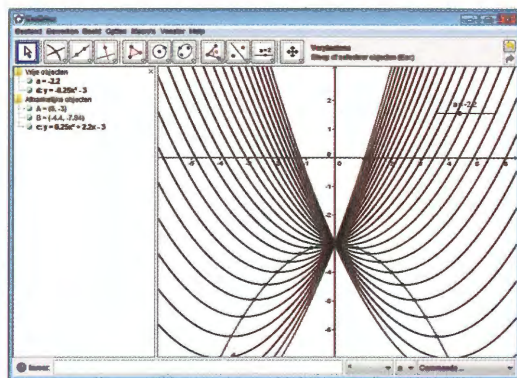 GeoGebra
Bestand Bewerken Beeld Opties Macro's Venster Help
a=2
Verplaatsen
Sleep of selecteer objecten (Esc)
Vrije objecten
a = -2.2
d: y = -0.25x² - 3
Afhankelijke objecten
A = (0, -3)
B = (-4.4, -7.84)
c: y = 0.25x² + 2.2x - 3
a = -2.2
Invoer:
Commando ...